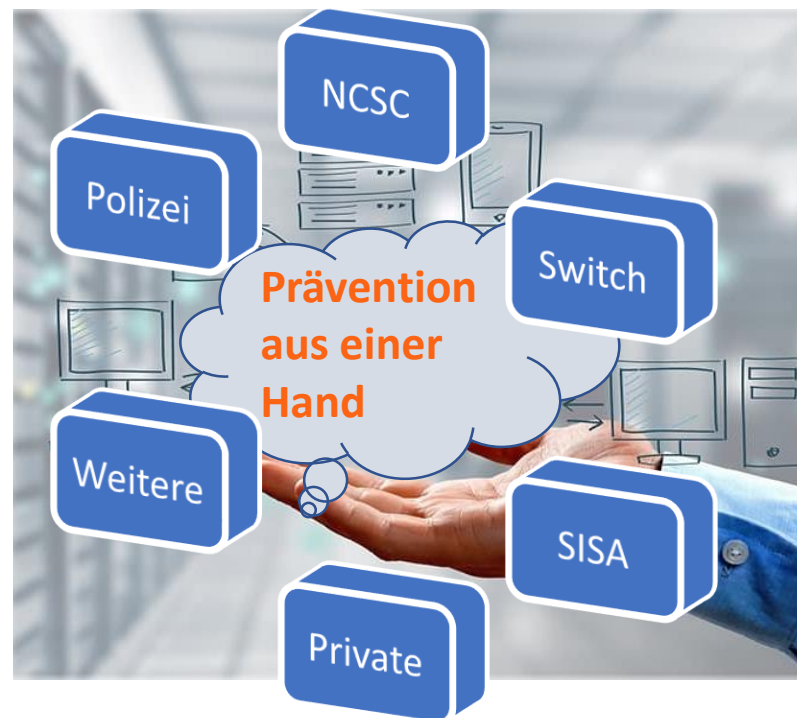 NCSC
Polizei
Switch
Prävention
aus einer
Hand
Weitere
SISA
Private